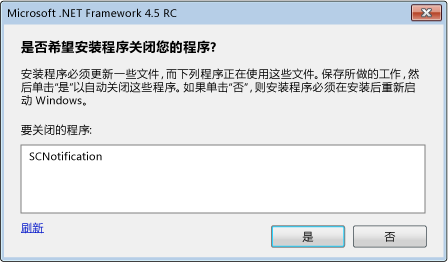 Microsoft .NET Framework 4.5 RC
是否希望安装程序关闭您的程序?
安装程序必须更新一些文件，而下列程序正在使用这些文件。保存所做的工作，然
后单击“是”以自动关闭这些程序。如果单击“否”，则安装程序必须在安装后重新启
动 Windows。
要关闭的程序:
SCNotification
刷新
是
否